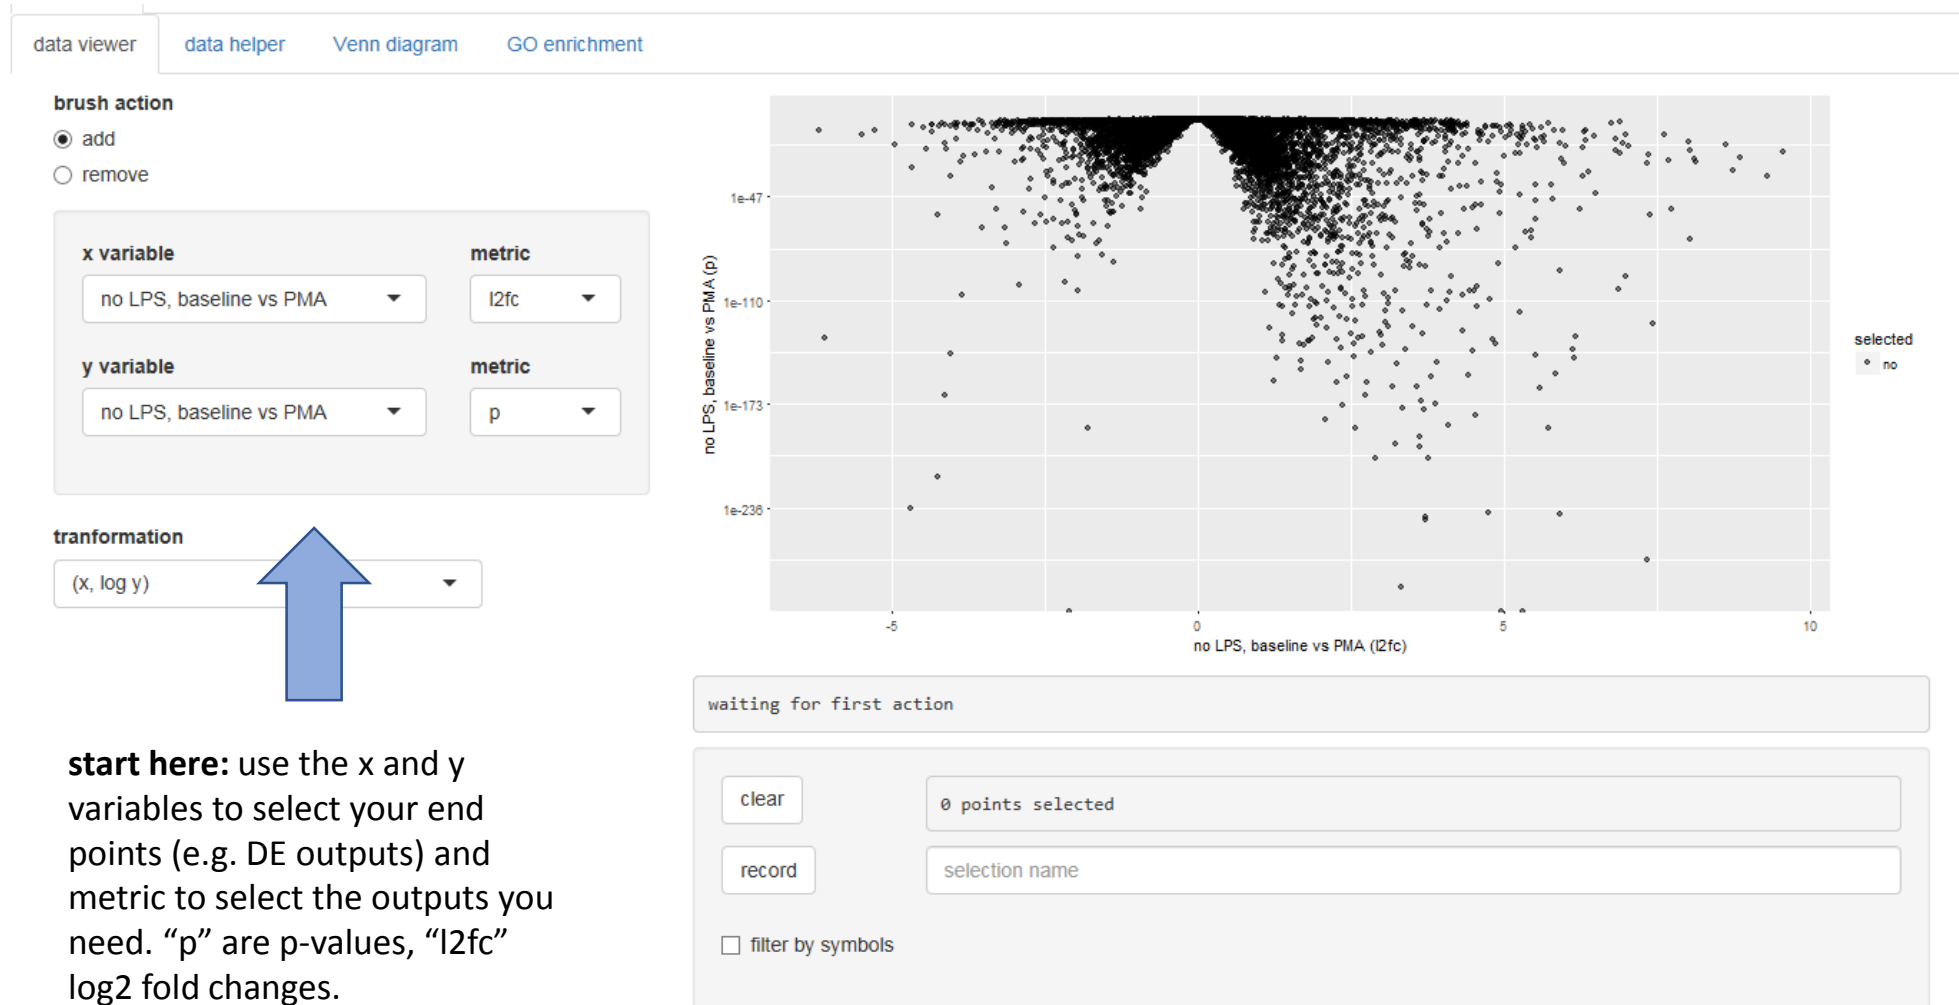 data viewer data helper Venn diagram GO enrichment
brush action
add
remove
x variable metric
no LPS, baseline vs PMA l2fc
y variable metric
no LPS, baseline vs PMA p
tranformation
(x, log y)
start here: use the x and y
variables to select your end
points (e.g. DE outputs) and
metric to select the outputs you
need. “p” are p-values, “l2fc”
log2 fold changes.
no LPS, baseline vs PMA (p)
1e-47
1e-110
1e-173
1e-236
-5 0 5 10
no LPS, baseline vs PMA (l2fc)
selected
no
waiting for first action
clear 0 points selected
record selection name
filter by symbols